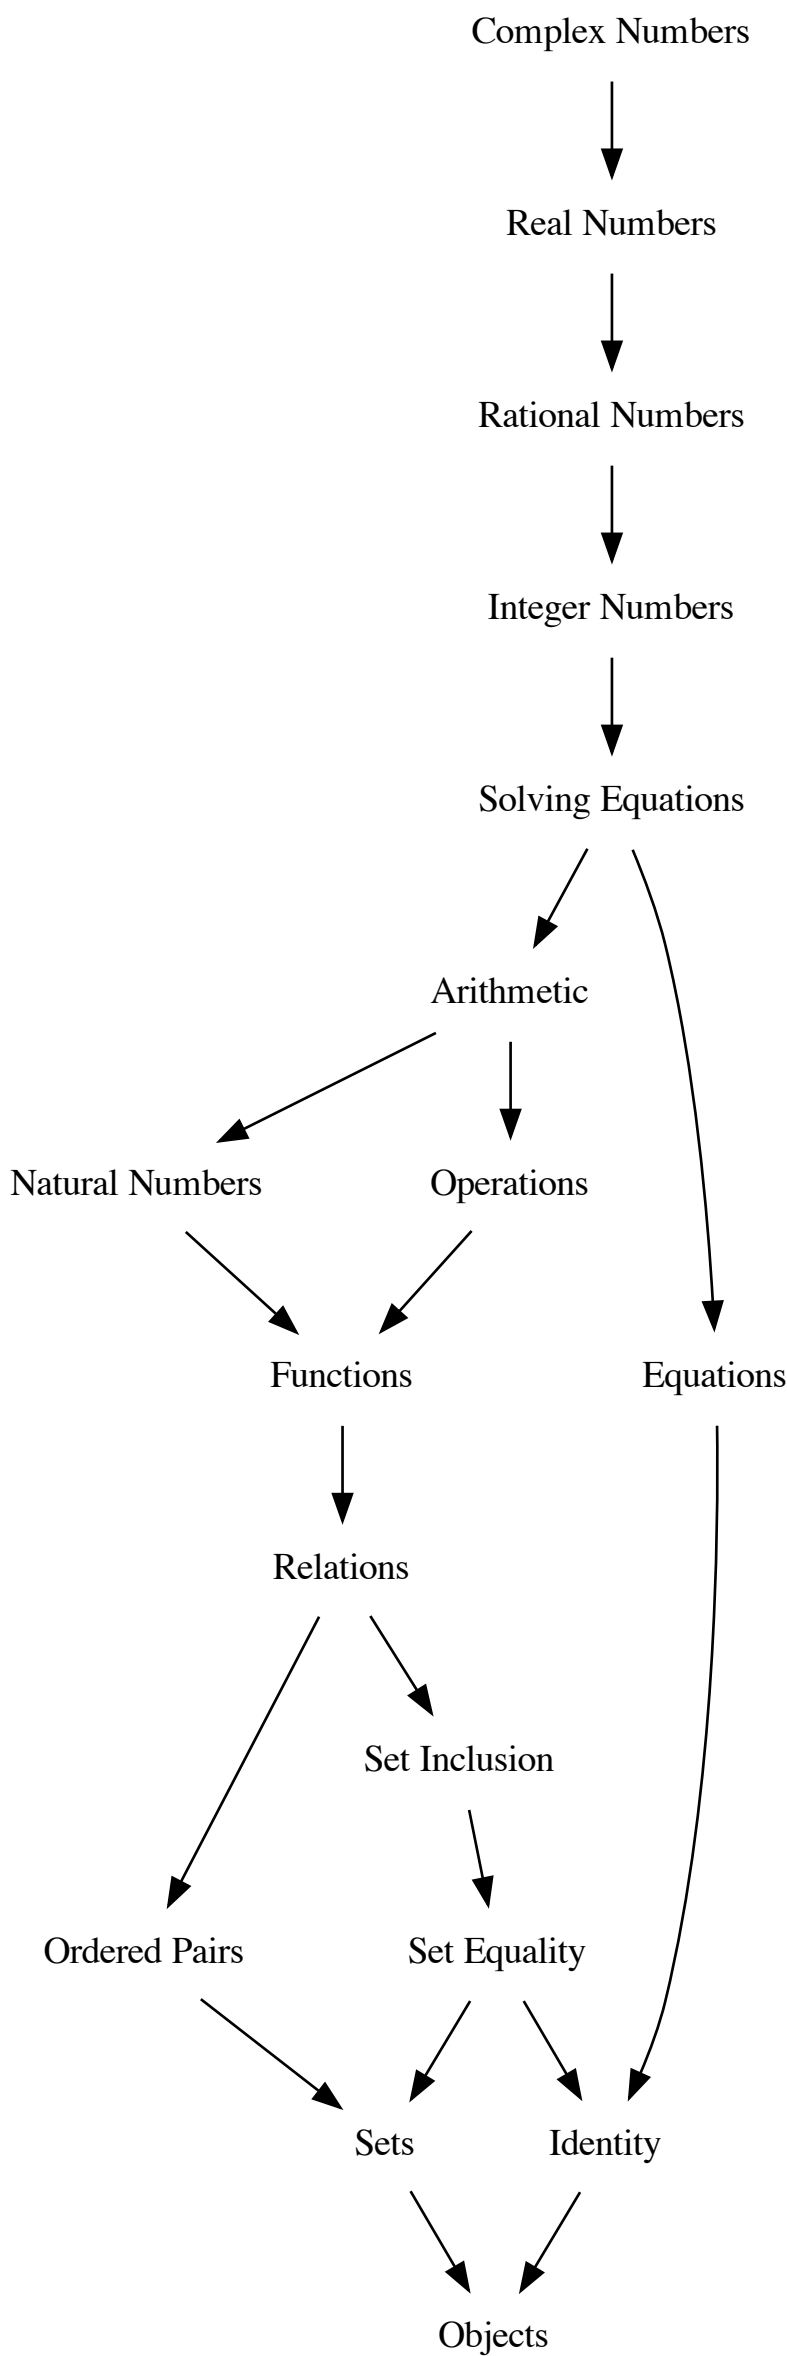 Complex Numbers
Real Numbers
Rational Numbers
Integer Numbers
Solving Equations
Arithmetic
Natural Numbers
Operations
Functions
Equations
Relations
Set Inclusion
Ordered Pairs
Set Equality
Sets
Identity
Objects